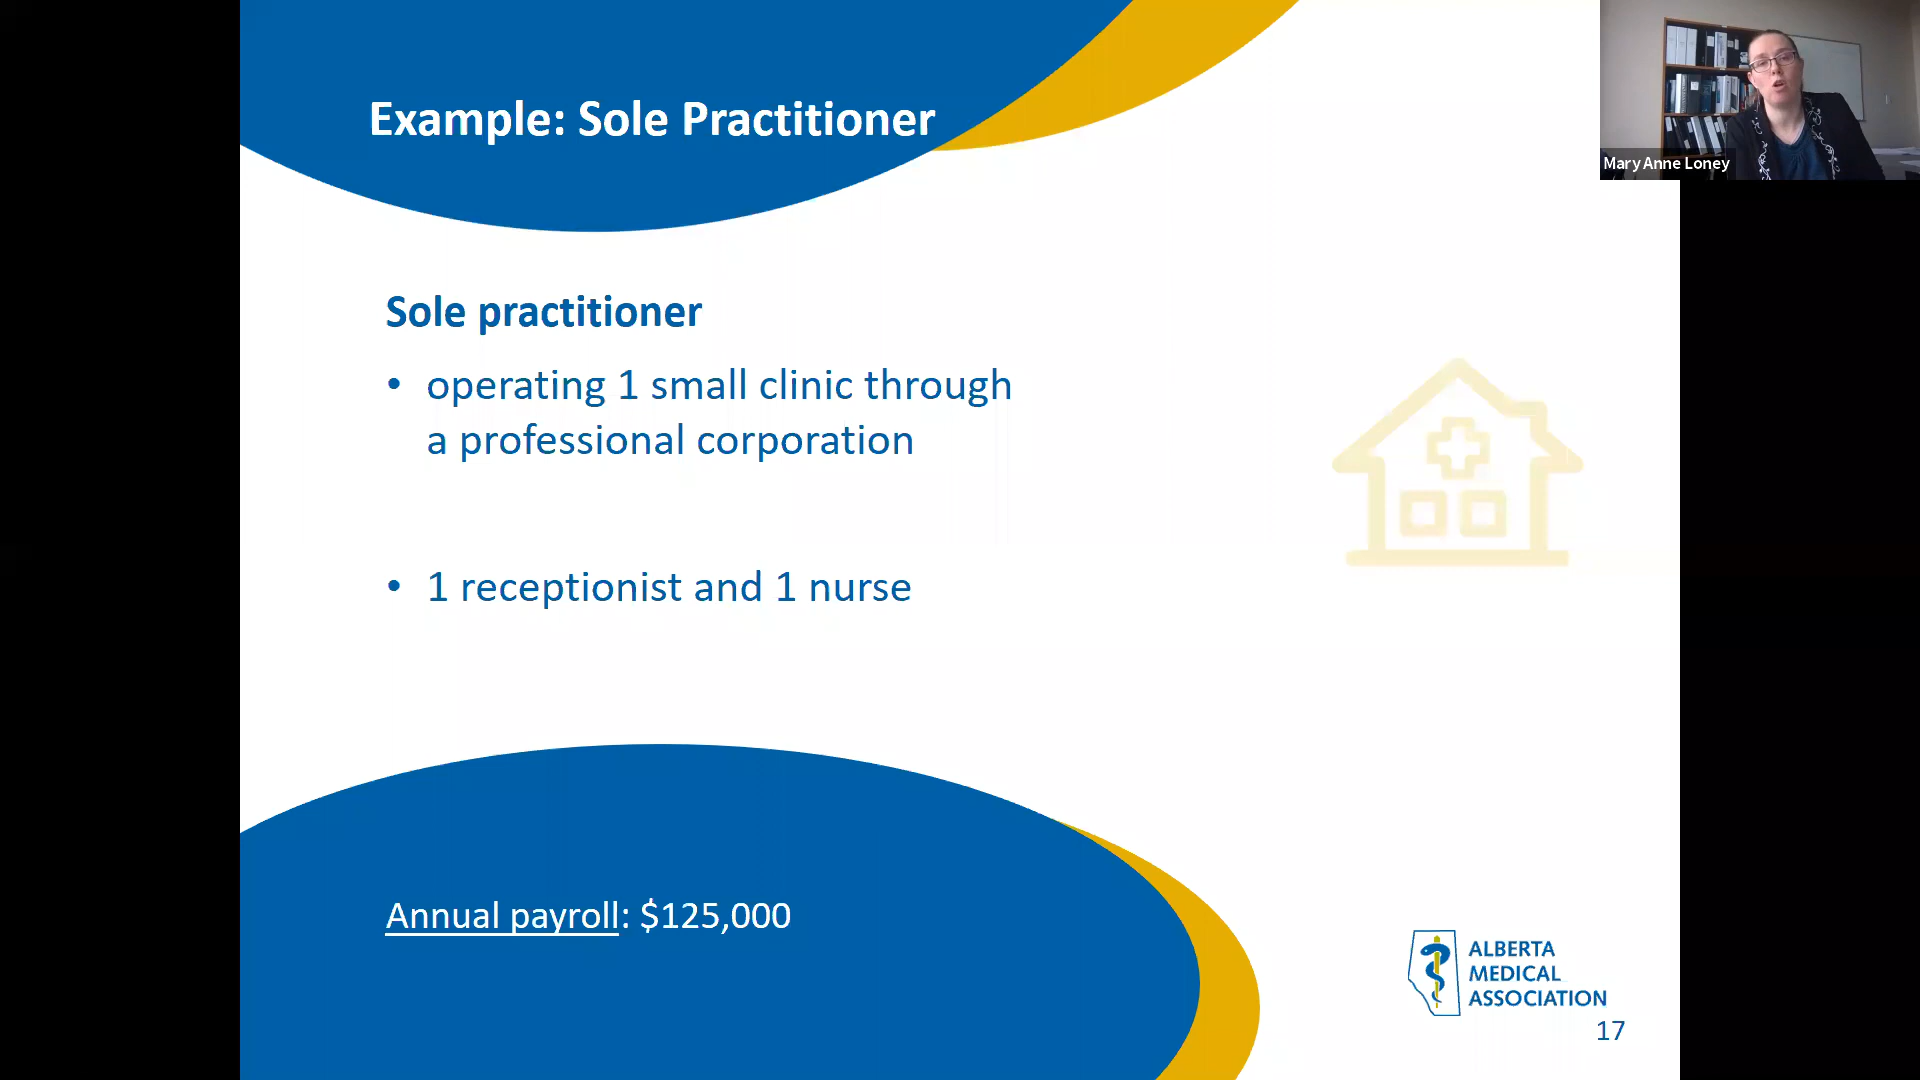 Example: Sole Practitioner
Mary Anne Loney
Sole practitioner
• operating 1 small clinic through
a professional corporation
• 1 receptionist and 1 nurse
Annual payroll: $125,000
ALBERTA
MEDICAL
ASSOCIATION
17